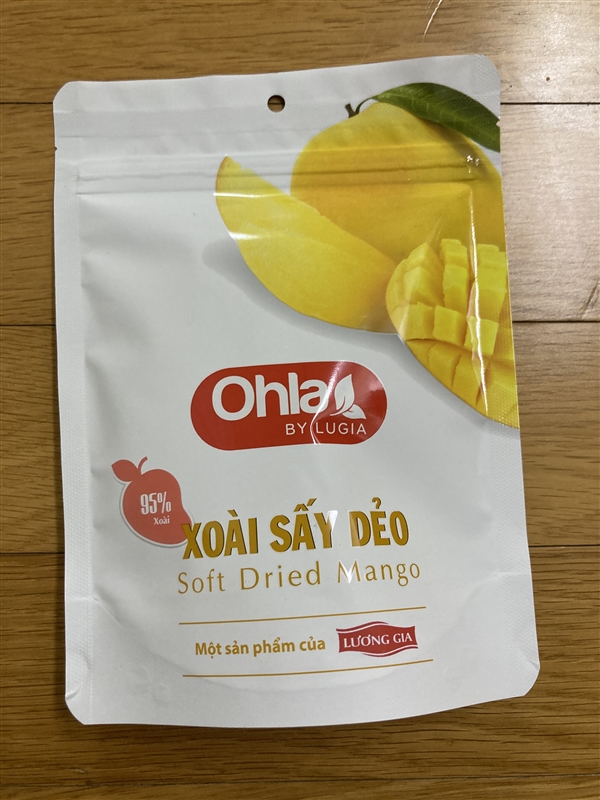 Ohla
BY LUGIA
95%
Xoài
XOÀI SẤY DẺO
Soft Dried Mango
Một sản phẩm của LƯƠNG GIA